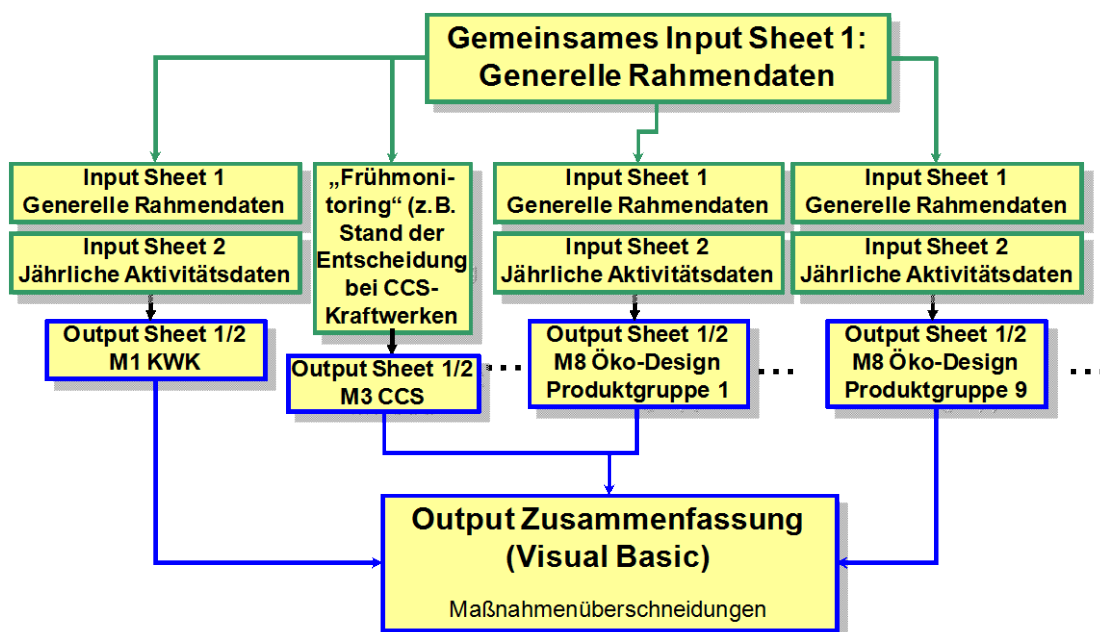 Gemeinsames Input Sheet 1:
Generelle Rahmendaten
Input Sheet 1
Generelle Rahmendaten
Input Sheet 2
Jährliche Aktivitätsdaten
Output Sheet 1/2
M1 KWK
„Frühmoni-
toring“ (z.B.
Stand der
Entscheidung
bei CCS-
Kraftwerken
Output Sheet 1/2
M3 CCS
...
Input Sheet 1
Generelle Rahmendaten
Input Sheet 2
Jährliche Aktivitätsdaten
Output Sheet 1/2
M8 Öko-Design
Produktgruppe 1
...
Input Sheet 1
Generelle Rahmendaten
Input Sheet 2
Jährliche Aktivitätsdaten
Output Sheet 1/2
M8 Öko-Design
Produktgruppe 9
...
Output Zusammenfassung
(Visual Basic)
Maßnahmenüberschneidungen